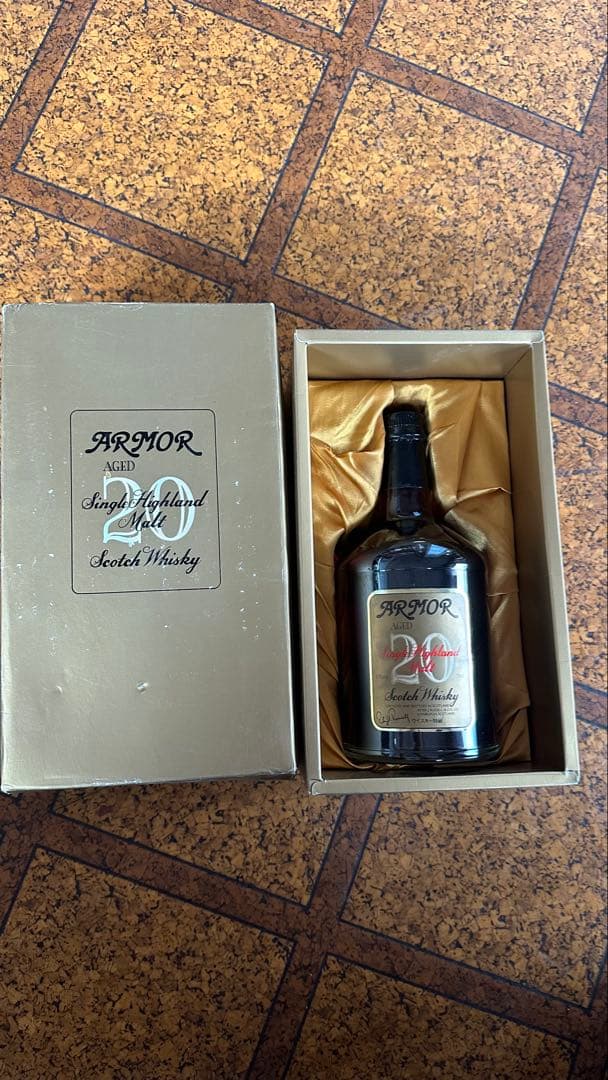 ARMOR
AGED
20
Single Highland
Malt
Scotch Whisky
ARMOR
AGED
20
Single Highland
Malt
Scotch Whisky
ウイスキー特級